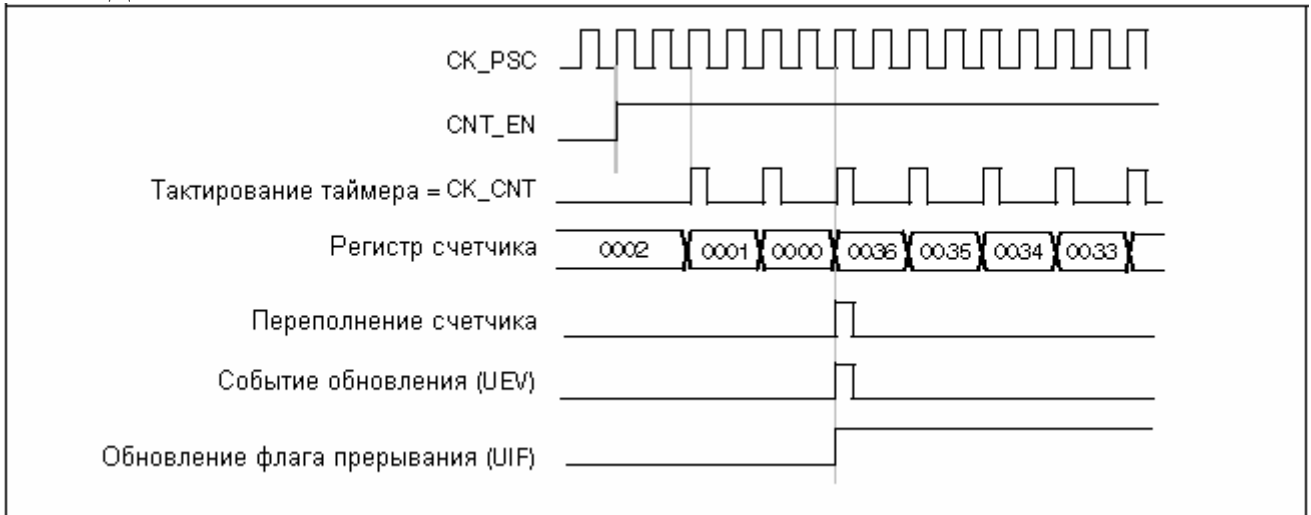 CK_PSC
CNT_EN
Тактирование таймера = CK_CNT
Регистр счетчика 0002 0001 0000 0036 0035 0034 0033
Переполнение счетчика
Событие обновления (UEV)
Обновление флага прерывания (UIF)